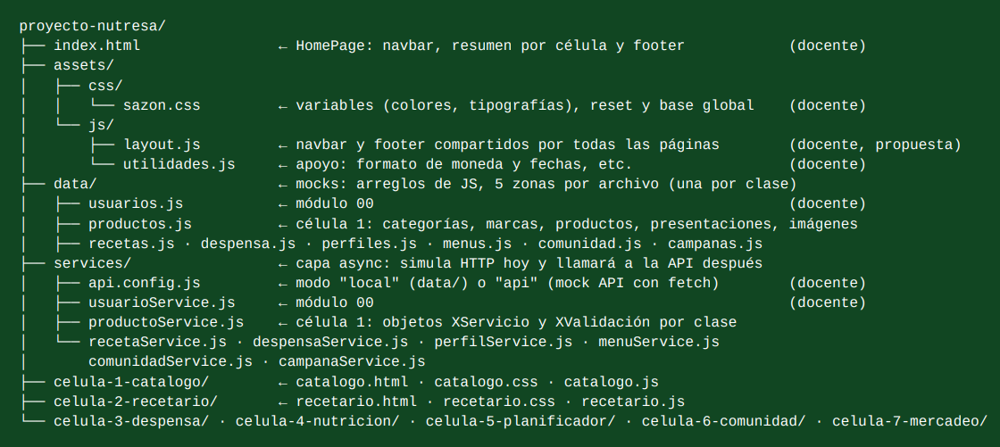 proyecto-nutresa/
├── index.html                ← HomePage: navbar, resumen por célula y footer            (docente)
├── assets/
│   ├── css/
│   │   └── sazon.css         ← variables (colores, tipografías), reset y base global    (docente)
│   └── js/
│       ├── layout.js         ← navbar y footer compartidos por todas las páginas        (docente, propuesta)
│       └── utilidades.js     ← apoyo: formato de moneda y fechas, etc.                  (docente)
├── data/                     ← mocks: arreglos de JS, 5 zonas por archivo (una por clase)
│   ├── usuarios.js           ← módulo 00                                                (docente)
│   ├── productos.js          ← célula 1: categorías, marcas, productos, presentaciones, imágenes
│   ├── recetas.js · despensa.js · perfiles.js · menus.js · comunidad.js · campanas.js
├── services/                 ← capa async: simula HTTP hoy y llamará a la API después
│   ├── api.config.js         ← modo "local" (data/) o "api" (mock API con fetch)        (docente)
│   ├── usuarioService.js     ← módulo 00                                                (docente)
│   ├── productoService.js    ← célula 1: objetos XServicio y XValidación por clase
│   └── recetaService.js · despensaService.js · perfilService.js · menuService.js
│       comunidadService.js · campanaService.js
├── celula-1-catalogo/        ← catalogo.html · catalogo.css · catalogo.js
├── celula-2-recetario/       ← recetario.html · recetario.css · recetario.js
└── celula-3-despensa/ · celula-4-nutricion/ · celula-5-planificador/ · celula-6-comunidad/ · celula-7-mercadeo/